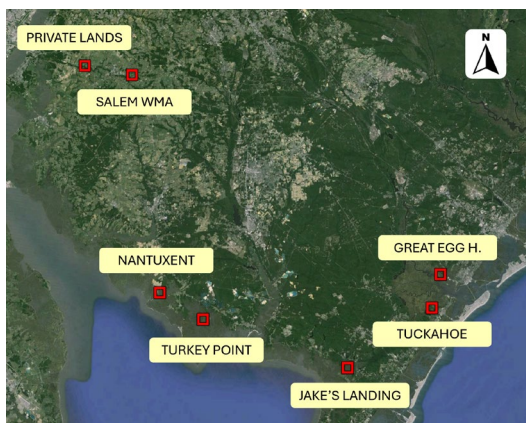 PRIVATE LANDS
N
SALEM WMA
NANTUXENT
GREAT EGG H.
TURKEY POINT
TUCKAHOE
JAKE'S LANDING